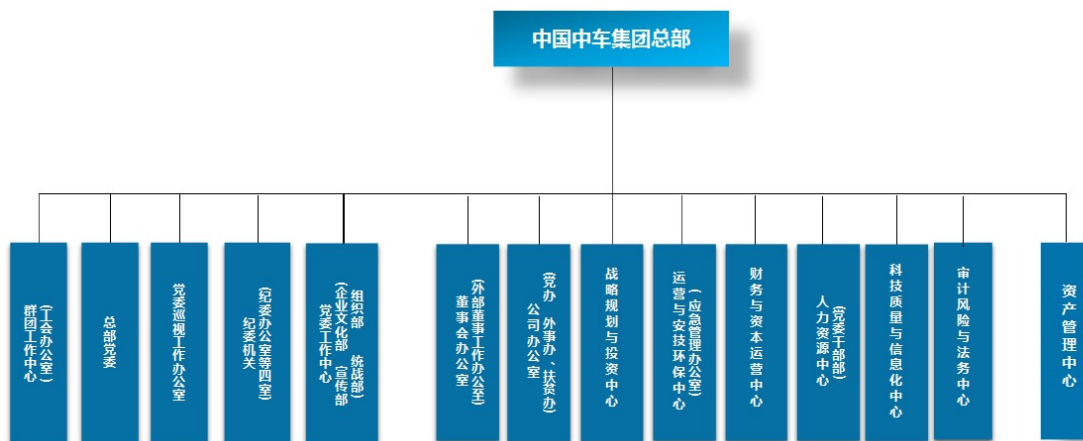 中国中车集团总部
群团工作中心
(工会办公室)
总部党委
党委巡视工作办公室
纪委机关
(纪委办公室等四室)
党委工作中心
(企业文化部 宣传部
组织部 统战部)
董事会办公室
(外部董事工作办公室)
公司办公室
(党办 外事办、扶贫办)
战略规划与投资中心
运营与安技环保中心
(应急管理办公室)
财务与资本运营中心
人力资源中心
(党委干部部)
科技质量与信息化中心
审计风险与法务中心
资产管理中心